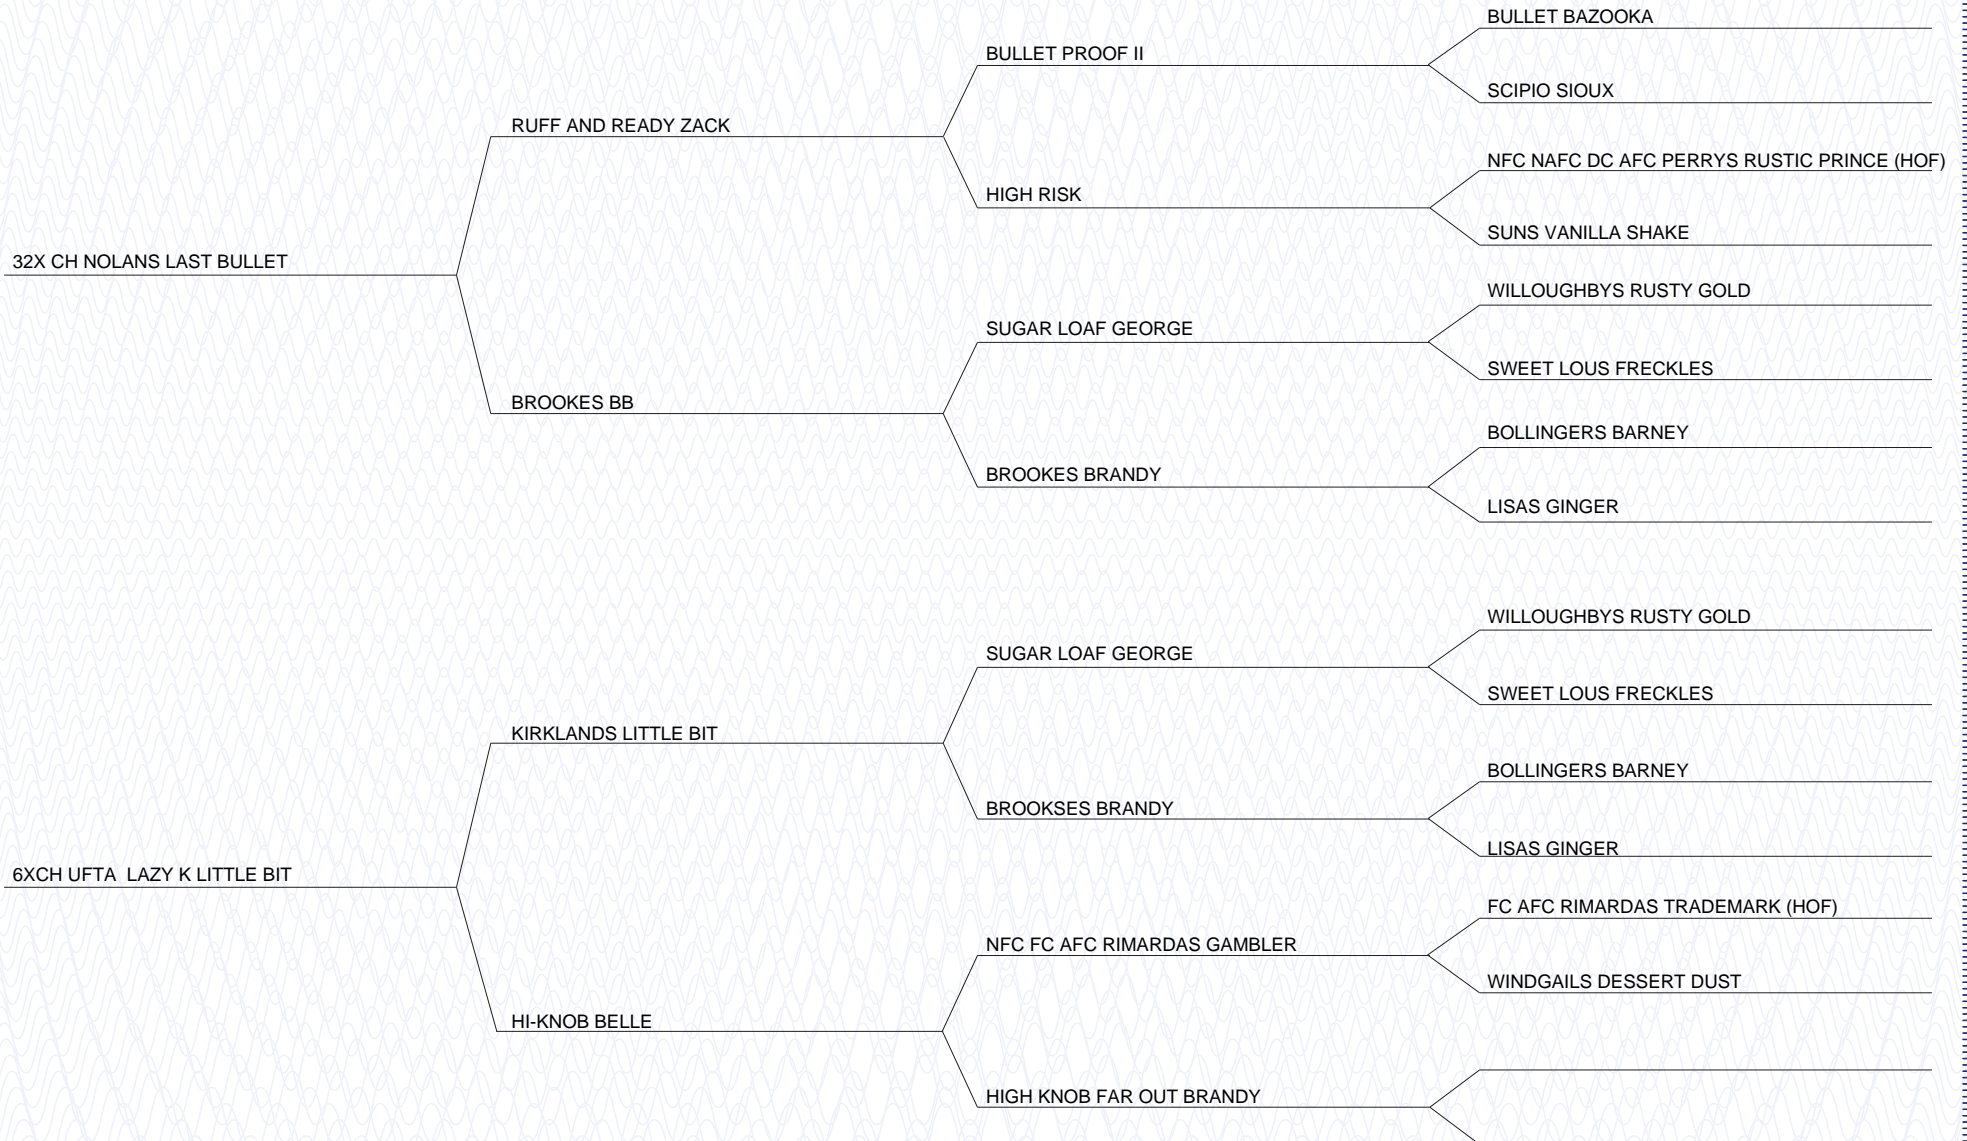 BULLET BAZOOKA
BULLET PROOF II
SCIPIO SIOUX
RUFF AND READY ZACK
NFC NAFC DC AFC PERRYS RUSTIC PRINCE (HOF)
HIGH RISK
SUNS VANILLA SHAKE
32X CH NOLANS LAST BULLET
WILLOUGHBYS RUSTY GOLD
SUGAR LOAF GEORGE
SWEET LOUS FRECKLES
BROOKES BB
BOLLINGERS BARNEY
BROOKES BRANDY
LISAS GINGER
WILLOUGHBYS RUSTY GOLD
SUGAR LOAF GEORGE
SWEET LOUS FRECKLES
KIRKLANDS LITTLE BIT
BOLLINGERS BARNEY
BROOKSES BRANDY
LISAS GINGER
6XCH UFTA  LAZY K LITTLE BIT
FC AFC RIMARDAS TRADEMARK (HOF)
NFC FC AFC RIMARDAS GAMBLER
WINDGAILS DESSERT DUST
HI-KNOB BELLE
HIGH KNOB FAR OUT BRANDY